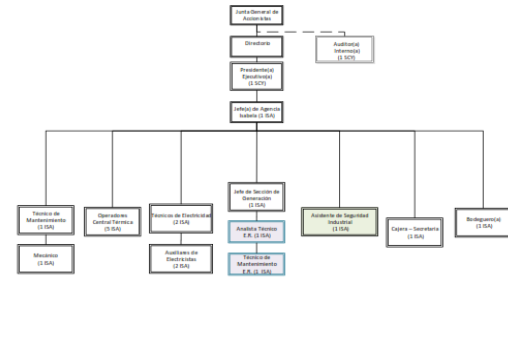 Junta General de
Accionistas
Directorio
Auditor(a)
Interno(a)
(1 SCY)
Presidente(a)
Ejecutivo(a)
(1 SCY)
Jefe(a) de Agencia
Isabela (1 ISA)
Técnico de
Mantenimiento
(1 ISA)
Operadores
Central Térmica
(5 ISA)
Técnicos de Electricidad
(2 ISA)
Jefe de Sección de
Generación
(1 ISA)
Asistente de Seguridad
Industrial
(1 ISA)
Cajera – Secretaria
(1 ISA)
Bodeguero(a)
(1 ISA)
Mecánico
(1 ISA)
Auxiliares de
Electricidad
(2 ISA)
Analista Técnico
E.R. (1 ISA)
Técnico de
Mantenimiento
E.R. (1 ISA)